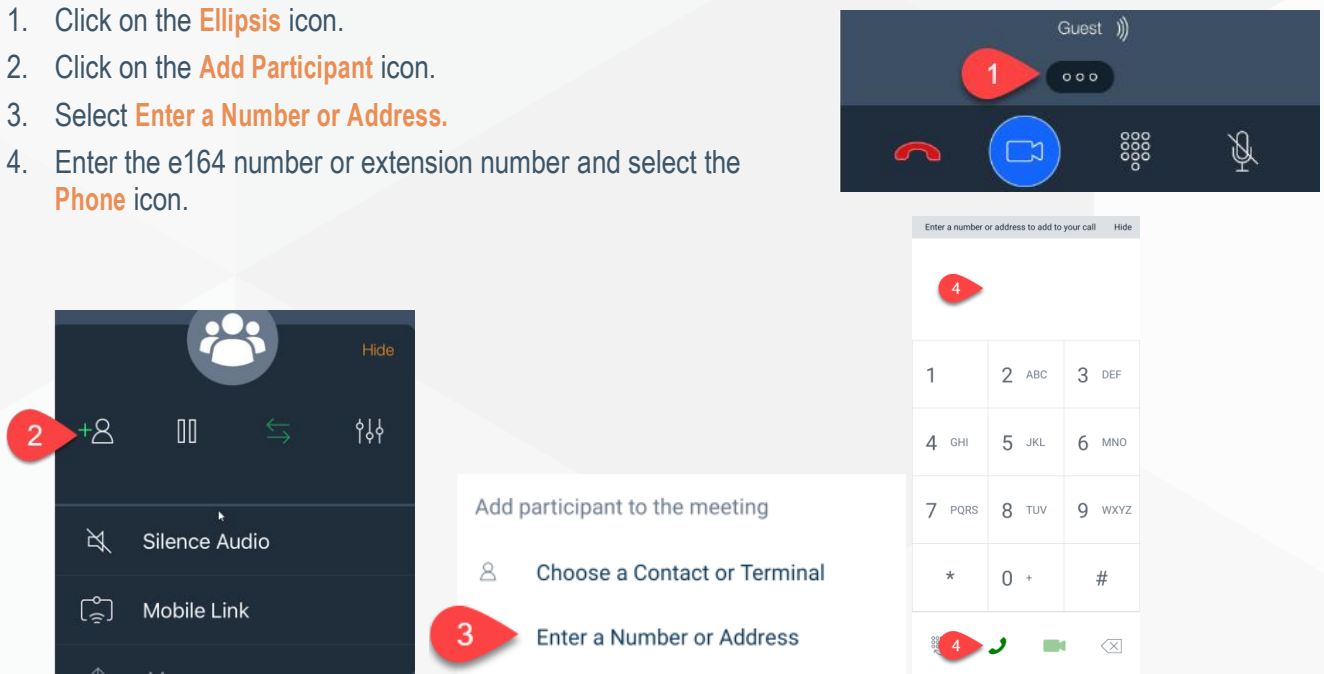 1. Click on the Ellipsis icon.
2. Click on the Add Participant icon.
3. Select Enter a Number or Address.
4. Enter the e164 number or extension number and select the
Phone icon.
Guest
1
Hide
2
Silence Audio
Mobile Link
Add participant to the meeting
Choose a Contact or Terminal
3
Enter a Number or Address
Enter a number or address to add to your call Hide
4
1 2 ABC 3 DEF
4 GHI 5 JKL 6 MNO
7 PQRS 8 TUV 9 WXYZ
* 0 + #
4